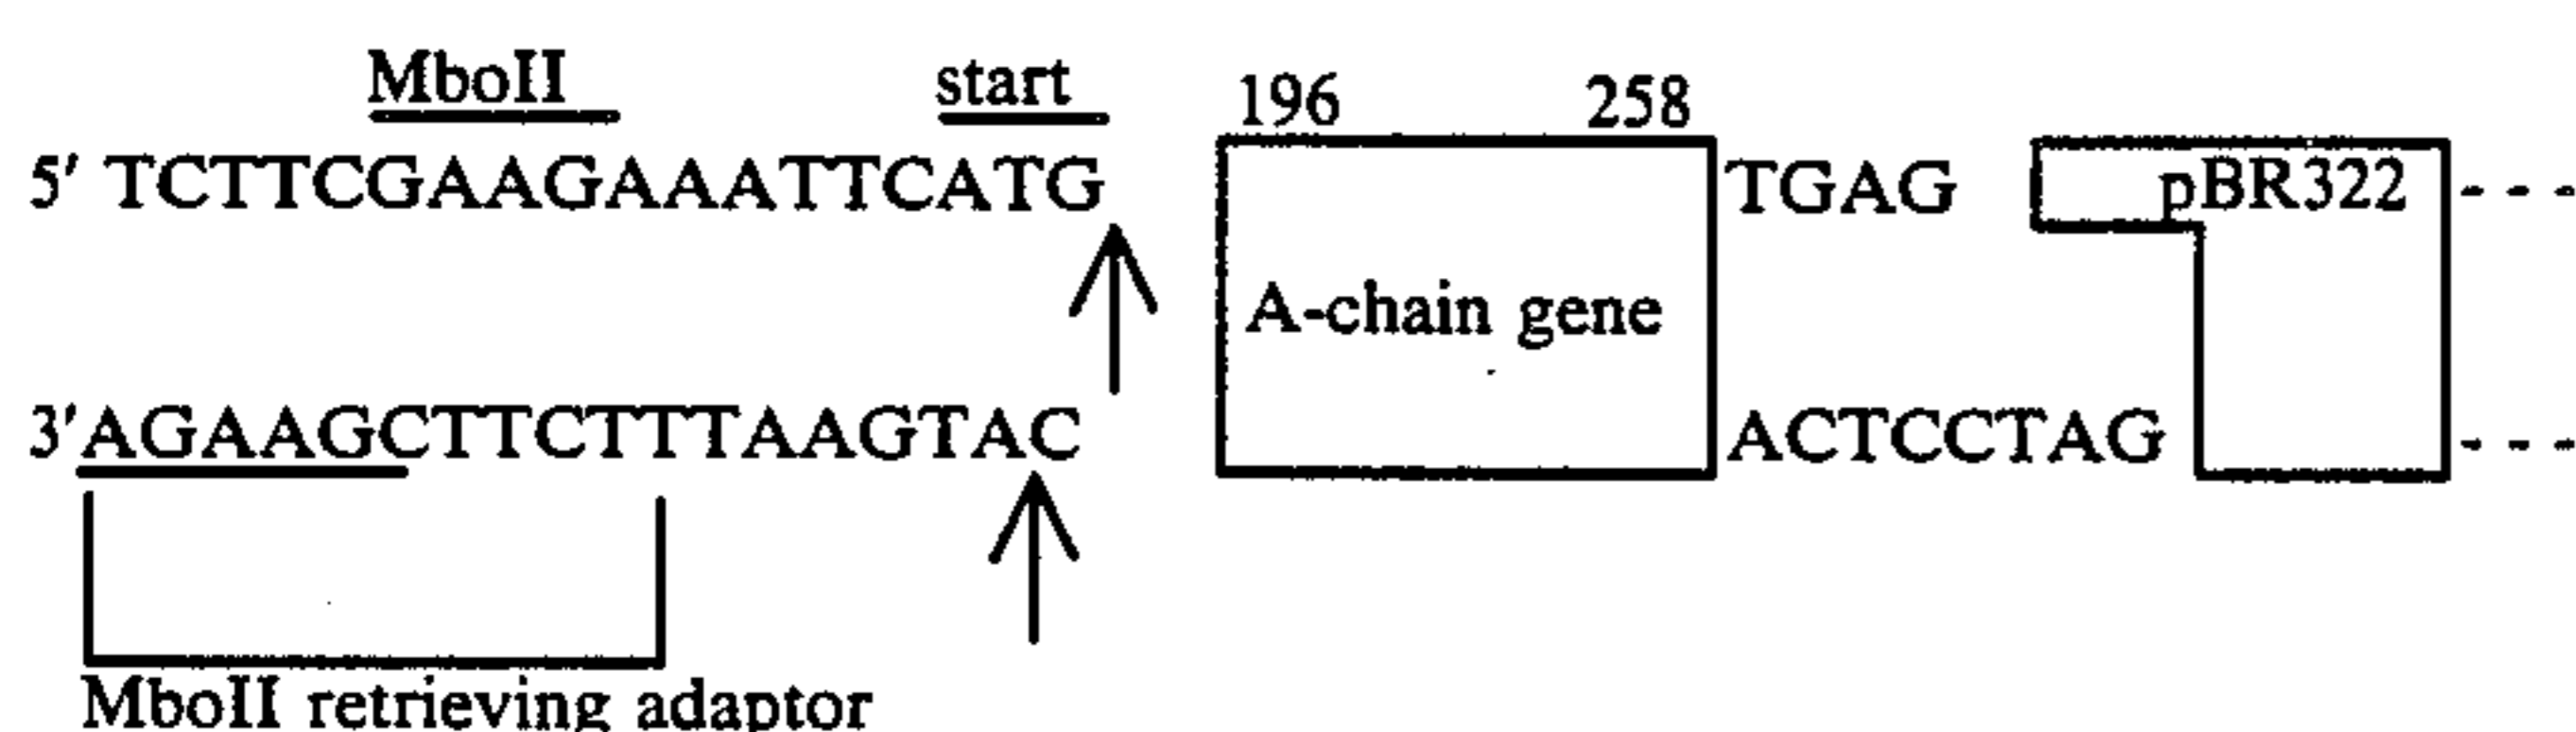 MboII start 196 258
5′ TCTTCGAAGAAATTCATG TGAG pBR322 - - -
A-chain gene
3′AGAAGCTTCTTTAAGTAC ACTCCTAG - - -
MboII retrieving adaptor